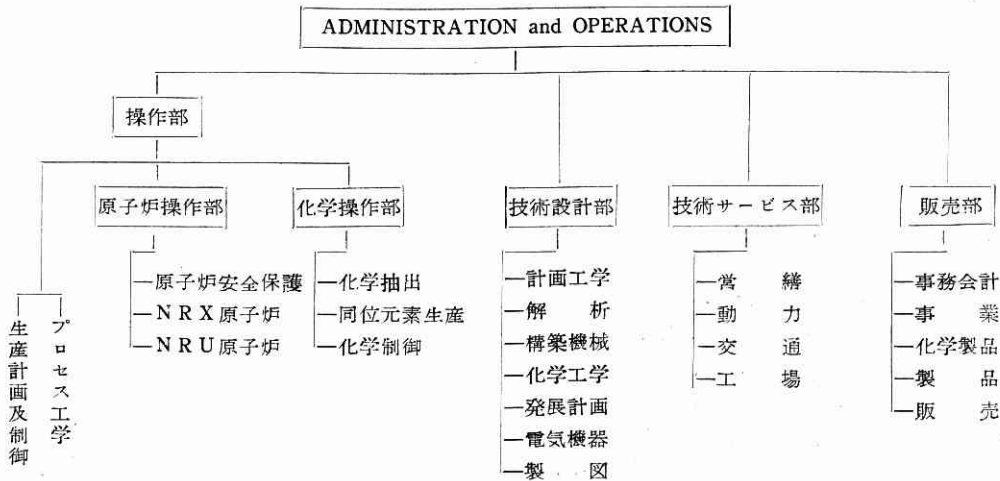 ADMINISTRATION and OPERATIONS
操作部
生産計画及制御
プロセス工学
原子炉操作部
原子炉安全保護
NRX原子炉
NRU原子炉
化学操作部
化学抽出
同位元素生産
化学制御
技術設計部
計画工学
解析
構築機械
化学工学
発展計画
電気機器
製図
技術サービス部
営繕
動力
交通
工場
販売部
事務会計
事業
化学製品
製品
販売